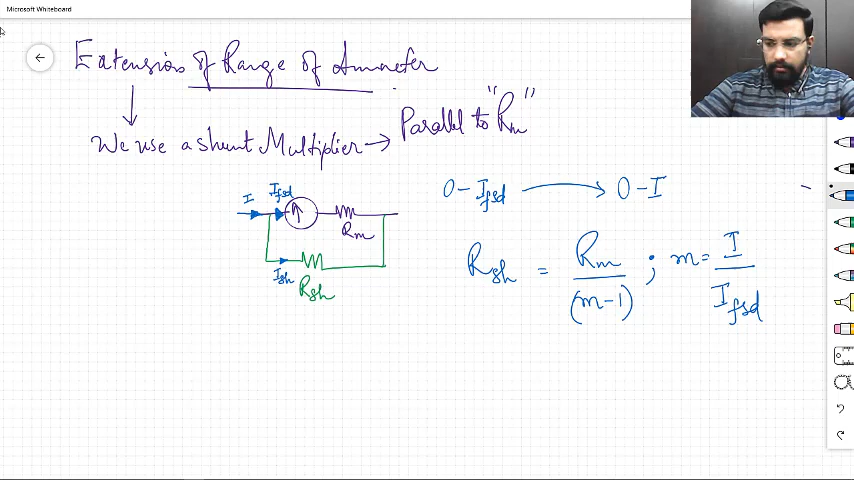 Microsoft Whiteboard
Extension of Range of Ammeter
We use a shunt Multiplier → Parallel to "Rm"
I Ifsd
Rm
Ish
Rsh
0 - Ifsd → 0 - I
Rsh = Rm / (m-1) ; m = I / Ifsd